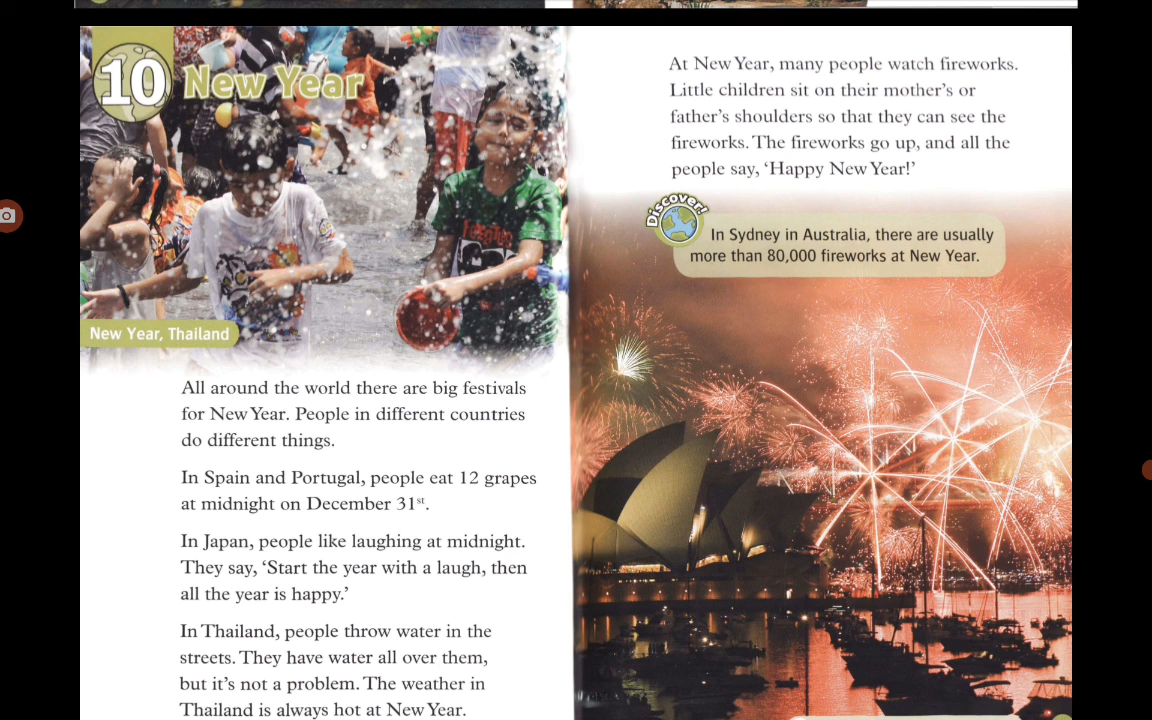 10 New Year
New Year, Thailand
All around the world there are big festivals
for New Year. People in different countries
do different things.
In Spain and Portugal, people eat 12 grapes
at midnight on December 31st.
In Japan, people like laughing at midnight.
They say, ‘Start the year with a laugh, then
all the year is happy.’
In Thailand, people throw water in the
streets. They have water all over them,
but it’s not a problem. The weather in
Thailand is always hot at New Year.
At New Year, many people watch fireworks.
Little children sit on their mother’s or
father’s shoulders so that they can see the
fireworks. The fireworks go up, and all the
people say, ‘Happy New Year!’
Discover!
In Sydney in Australia, there are usually
more than 80,000 fireworks at New Year.